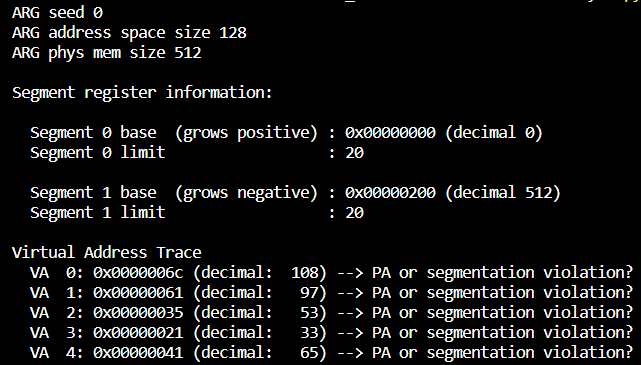 ARG seed 0
ARG address space size 128
ARG phys mem size 512
Segment register information:
Segment 0 base  (grows positive) : 0x00000000 (decimal 0)
Segment 0 limit                  : 20
Segment 1 base  (grows negative) : 0x00000200 (decimal 512)
Segment 1 limit                  : 20
Virtual Address Trace
VA  0: 0x0000006c (decimal:  108) --> PA or segmentation violation?
VA  1: 0x00000061 (decimal:   97) --> PA or segmentation violation?
VA  2: 0x00000035 (decimal:   53) --> PA or segmentation violation?
VA  3: 0x00000021 (decimal:   33) --> PA or segmentation violation?
VA  4: 0x00000041 (decimal:   65) --> PA or segmentation violation?